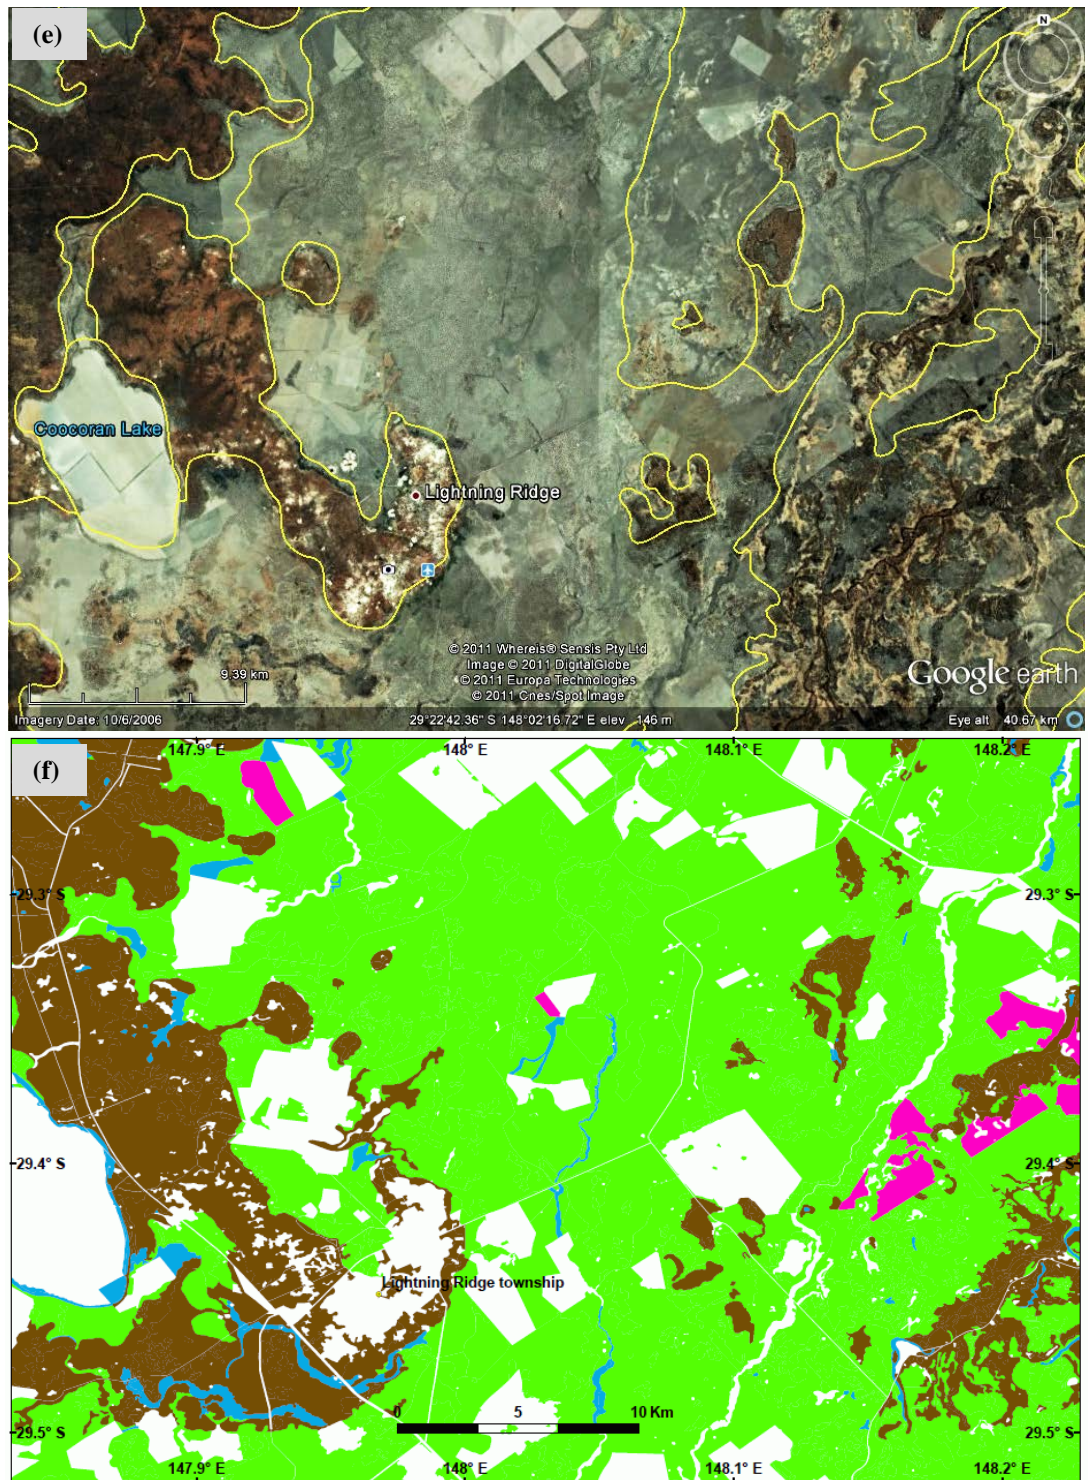 (e)
N
Coocoran Lake
Lightning Ridge
© 2011 Whereis® Sensis Pty Ltd
Image © 2011 DigitalGlobe
© 2011 Europa Technologies
© 2011 Cnes/Spot Image
Google earth
9.39 km
Imagery Date: 10/6/2006
29°22'42.36" S 148°02'16.72" E elev 146 m
Eye alt 40.67 km
(f)
147.9° E
148° E
148.1° E
148.2° E
29.3° S
29.3° S
29.4° S
29.4° S
Lightning Ridge township
0
5
10 Km
29.5° S
29.5° S
147.9° E
148° E
148.1° E
148.2° E